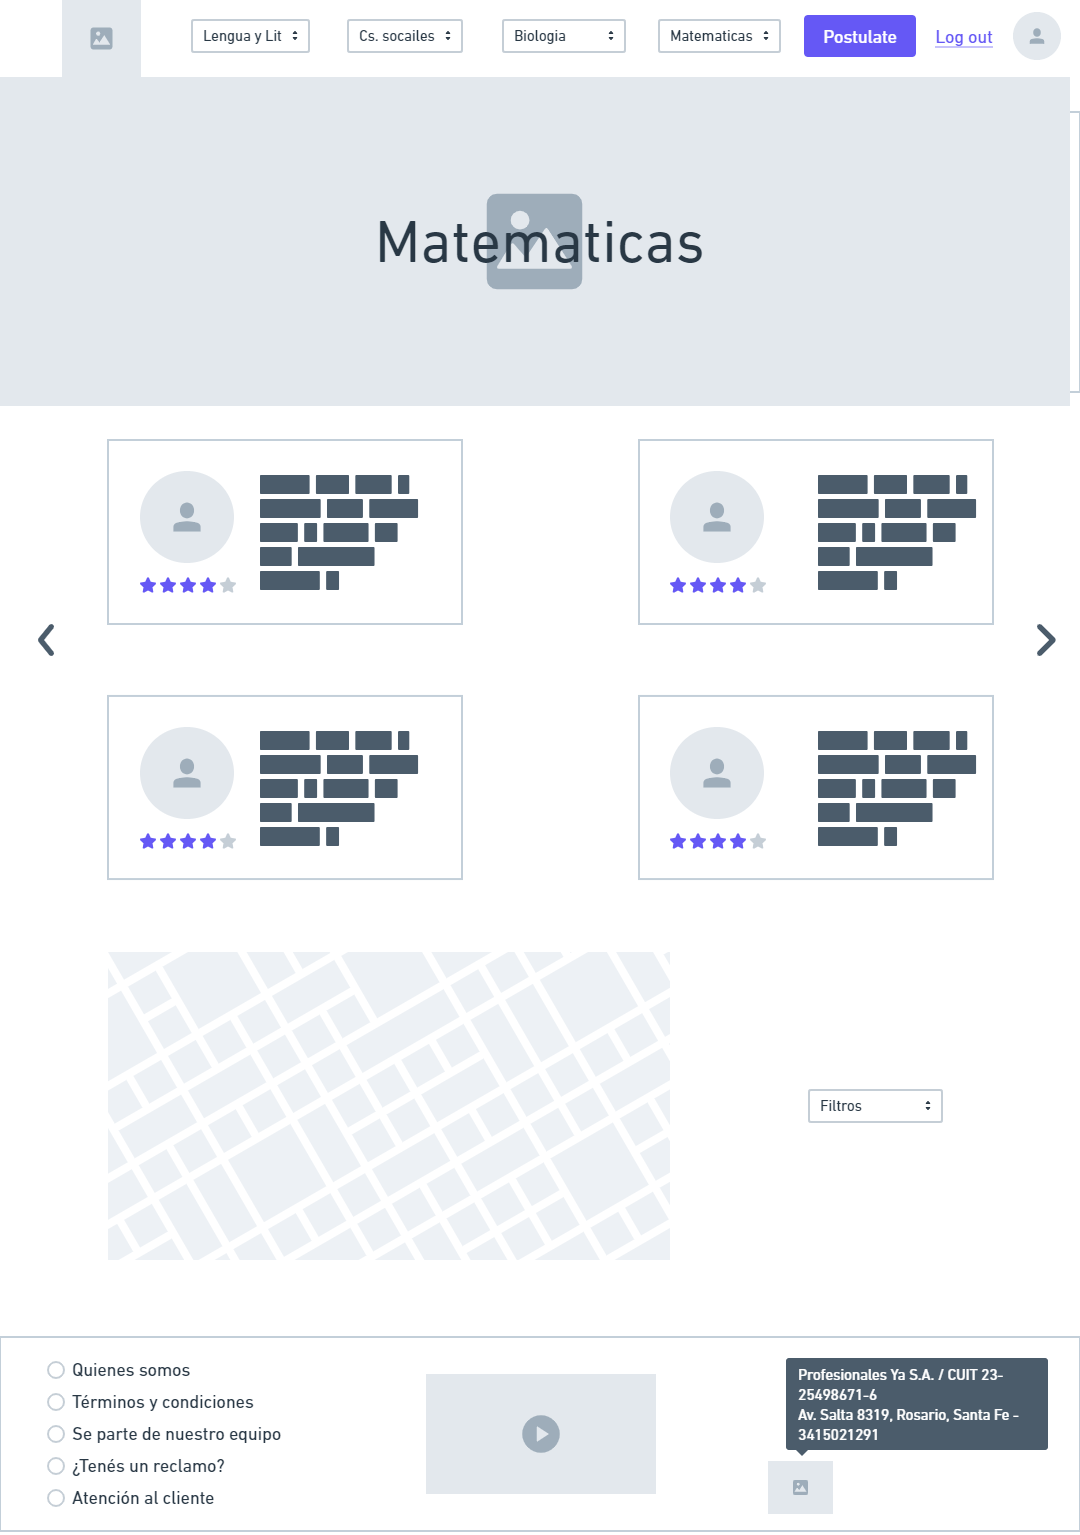 Lengua y Lit
Cs. socailes
Biologia
Matematicas
Postulate
Log out
Matematicas
Filtros
Quienes somos
Términos y condiciones
Se parte de nuestro equipo
¿Tenés un reclamo?
Atención al cliente
Profesionales Ya S.A. / CUIT 23-
25498671-6
Av. Salta 8319, Rosario, Santa Fe -
3415021291